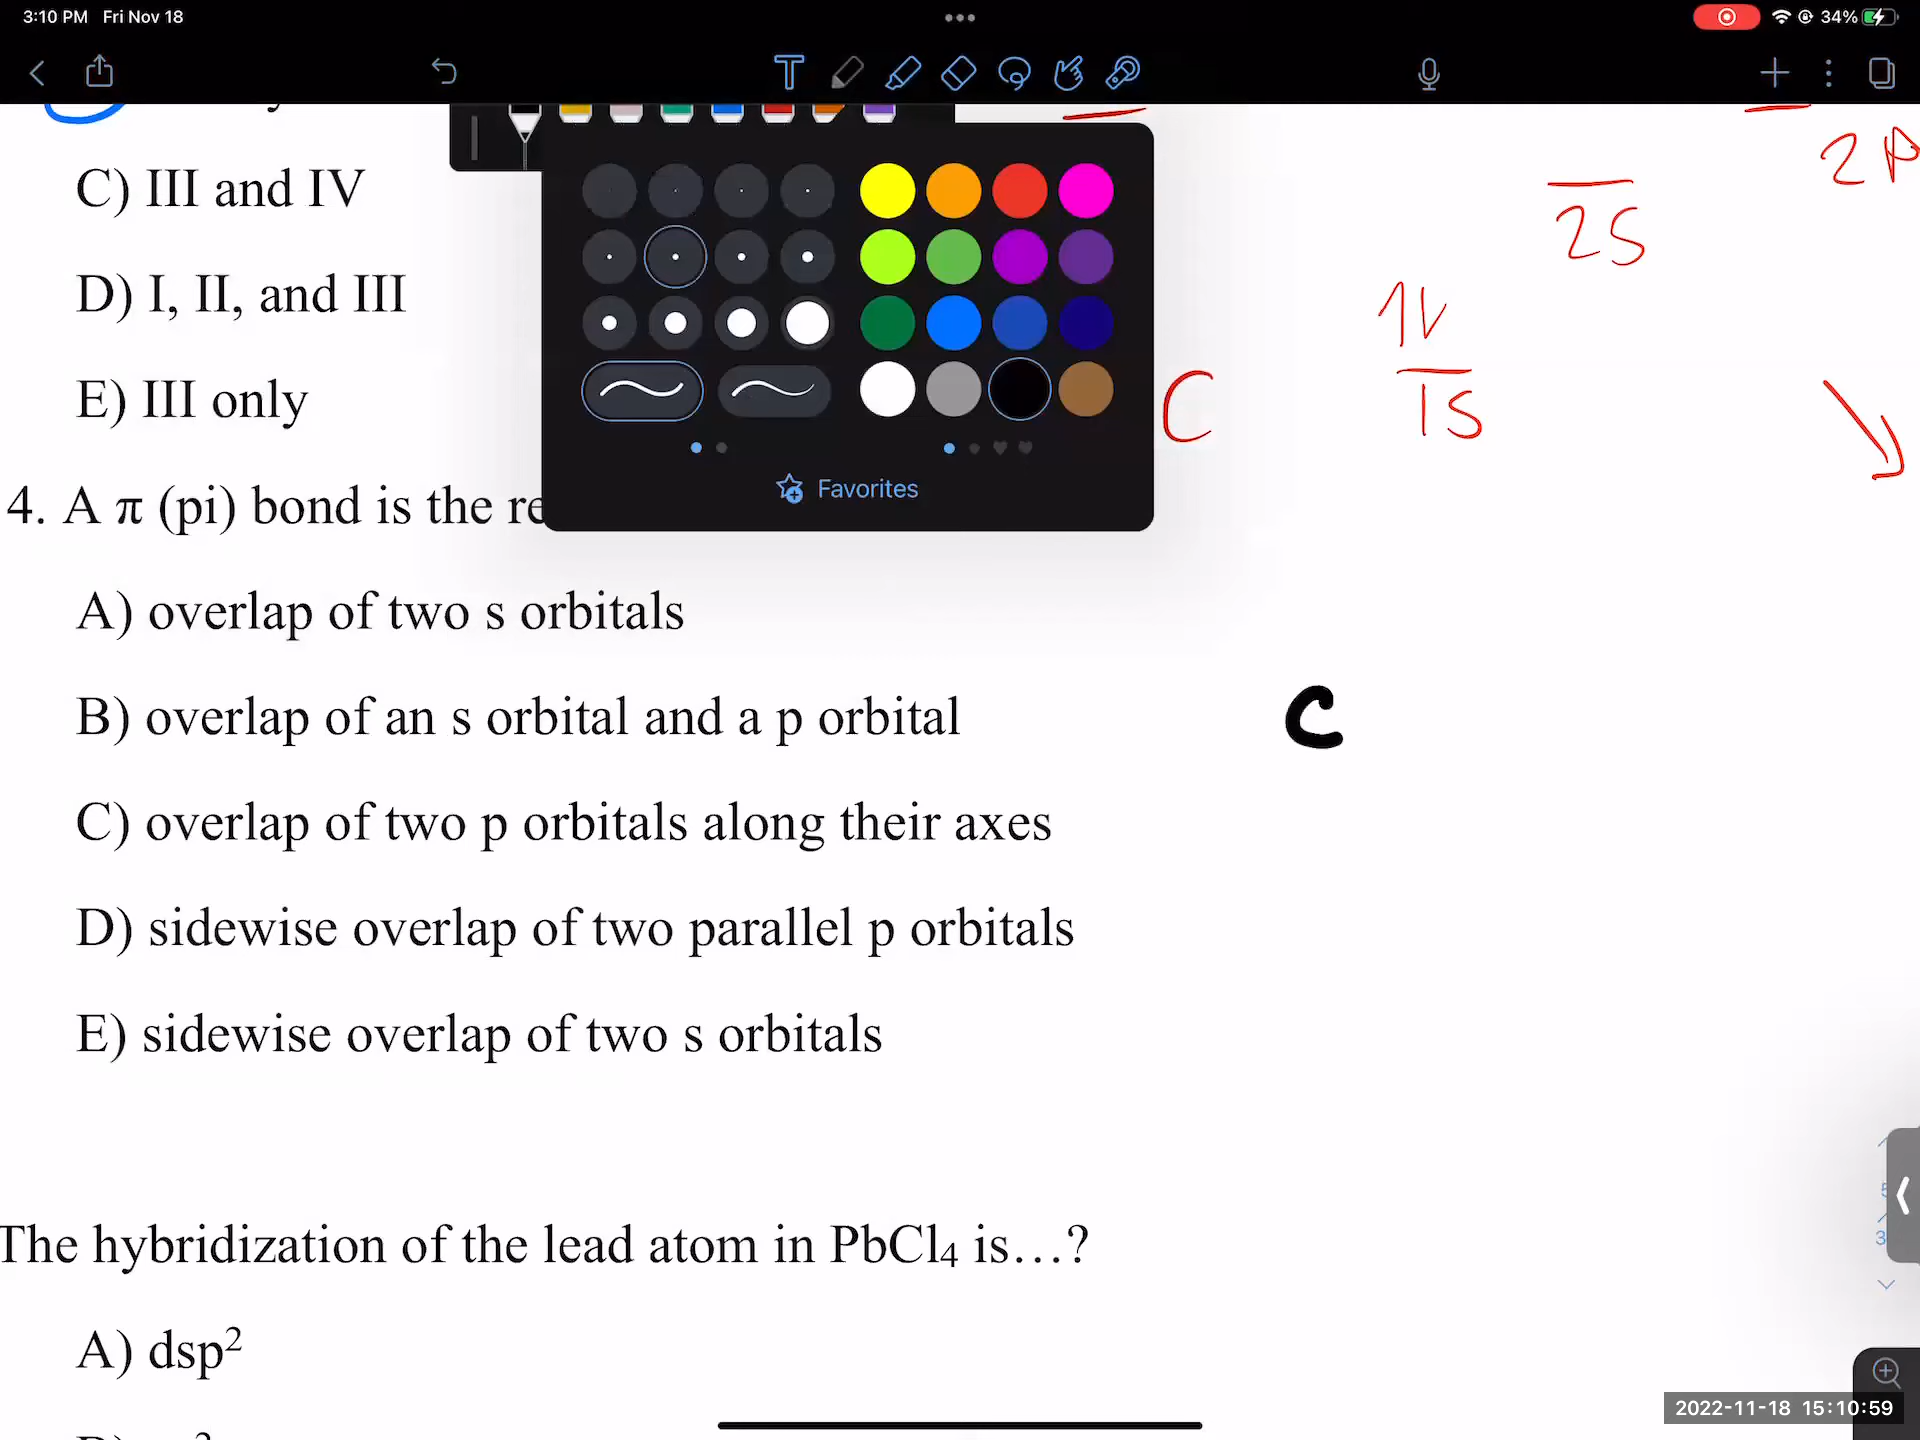 3:10 PM Fri Nov 18
34%
C) III and IV
2P
2S
D) I, II, and III
1S
E) III only
C
Favorites
4. A π (pi) bond is the re
A) overlap of two s orbitals
B) overlap of an s orbital and a p orbital
C
C) overlap of two p orbitals along their axes
D) sidewise overlap of two parallel p orbitals
E) sidewise overlap of two s orbitals
The hybridization of the lead atom in PbCl4 is…?
A) dsp²
2022-11-18 15:10:59